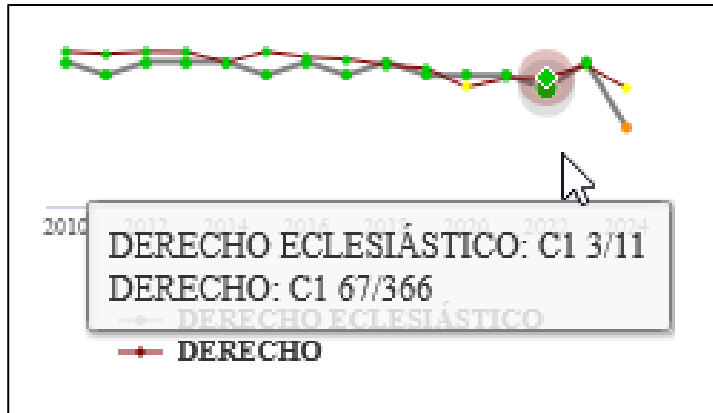 2010 2012 2014 2016 2018 2020 2022 2024
DERECHO ECLESIÁSTICO: C1 3/11
DERECHO: C1 67/366
DERECHO ECLESIÁSTICO
DERECHO